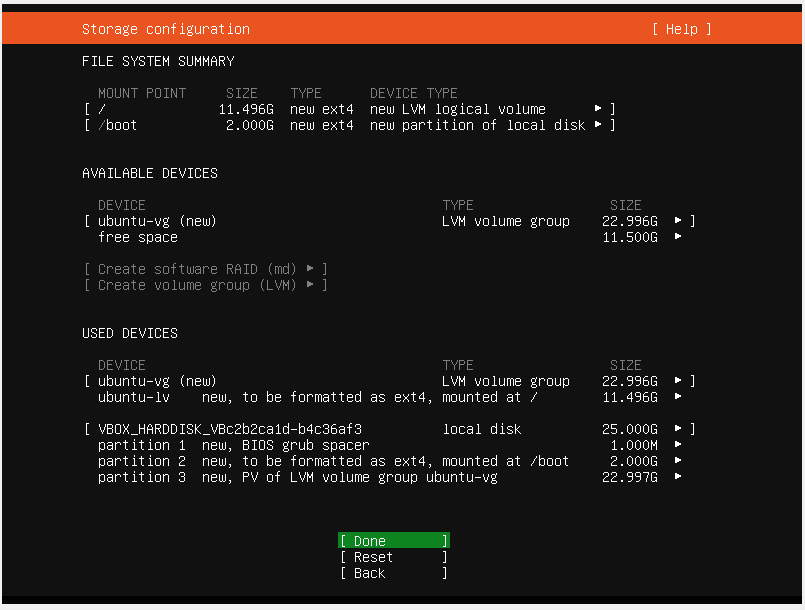 Storage configuration [ Help ]
FILE SYSTEM SUMMARY
MOUNT POINT SIZE TYPE DEVICE TYPE
[ / 11.496G new ext4 new LVM logical volume ▸ ]
[ /boot 2.000G new ext4 new partition of local disk ▸ ]
AVAILABLE DEVICES
DEVICE TYPE SIZE
[ ubuntu-vg (new) LVM volume group 22.996G ▸ ]
free space 11.500G ▸
[ Create software RAID (md) ▸ ]
[ Create volume group (LVM) ▸ ]
USED DEVICES
DEVICE TYPE SIZE
[ ubuntu-vg (new) LVM volume group 22.996G ▸ ]
ubuntu-lv new, to be formatted as ext4, mounted at / 11.496G ▸
[ VBOX_HARDDISK_VBc2b2ca1d-b4c36af3 local disk 25.000G ▸ ]
partition 1 new, BIOS grub spacer 1.000M ▸
partition 2 new, to be formatted as ext4, mounted at /boot 2.000G ▸
partition 3 new, PV of LVM volume group ubuntu-vg 22.997G ▸
[ Done ]
[ Reset ]
[ Back ]